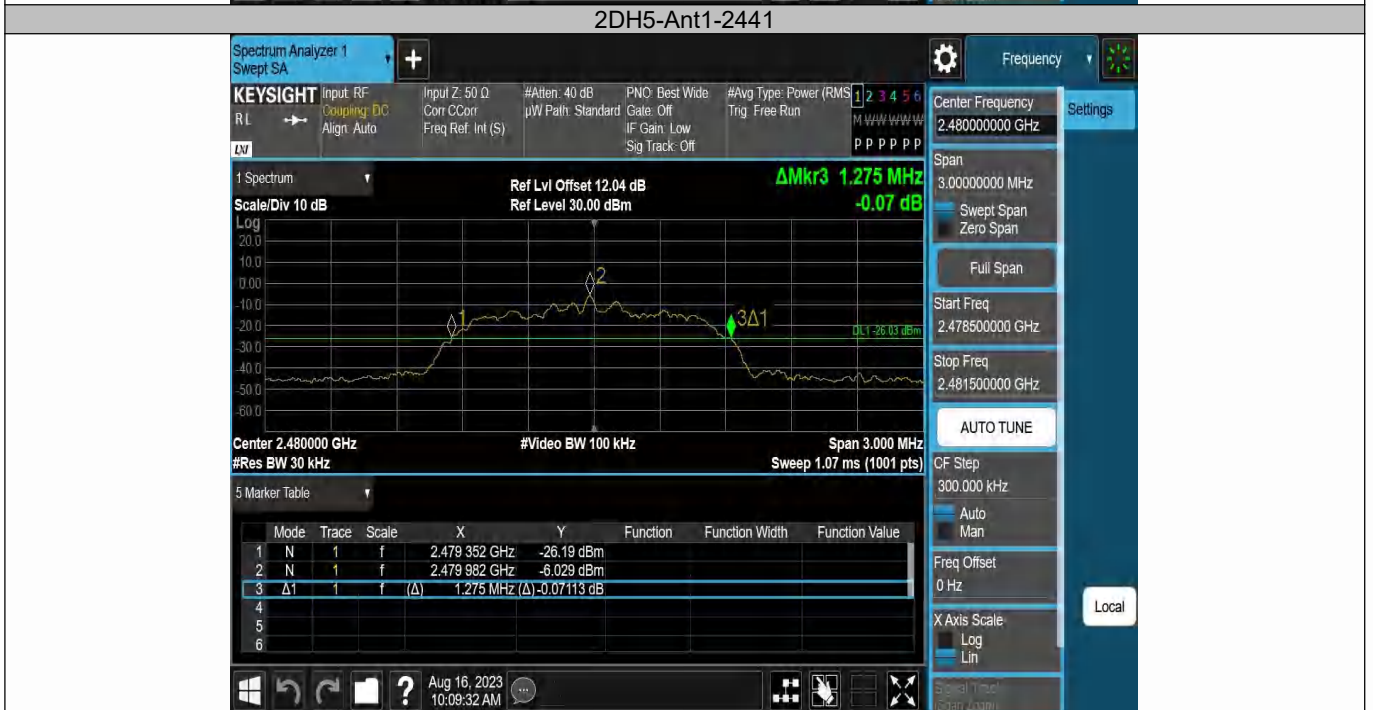 2DH5-Ant1-2441
Spectrum Analyzer 1
Swept SA
+
Frequency
KEYSIGHT
RL
LXI
Input: RF
Coupling: DC
Align: Auto
Input Z: 50 Ω
Corr CCorr
Freq Ref: Int (S)
#Atten: 40 dB
µW Path: Standard
PNO: Best Wide
Gate: Off
IF Gain: Low
Sig Track: Off
#Avg Type: Power (RMS
Trig: Free Run
1 2 3 4 5 6
M W W W W W
P P P P P P
Center Frequency
2.480000000 GHz
Settings
Span
3.00000000 MHz
Swept Span
Zero Span
Full Span
Start Freq
2.478500000 GHz
Stop Freq
2.481500000 GHz
AUTO TUNE
CF Step
300.000 kHz
Auto
Man
Freq Offset
0 Hz
X Axis Scale
Log
Lin
Local
1 Spectrum
Scale/Div 10 dB
Ref Lvl Offset 12.04 dB
Ref Level 30.00 dBm
ΔMkr3 1.275 MHz
-0.07 dB
Log
20.0
10.0
0.00
-10.0
-20.0
-30.0
-40.0
-50.0
-60.0
1
2
3Δ1
DL1 -26.03 dBm
Center 2.480000 GHz
#Video BW 100 kHz
Span 3.000 MHz
#Res BW 30 kHz
Sweep 1.07 ms (1001 pts)
5 Marker Table
Mode Trace Scale X Y Function Function Width Function Value
1 N 1 f 2.479 352 GHz -26.19 dBm
2 N 1 f 2.479 982 GHz -6.029 dBm
3 Δ1 1 f (Δ) 1.275 MHz (Δ) -0.07113 dB
4
5
6
?
Aug 16, 2023
10:09:32 AM